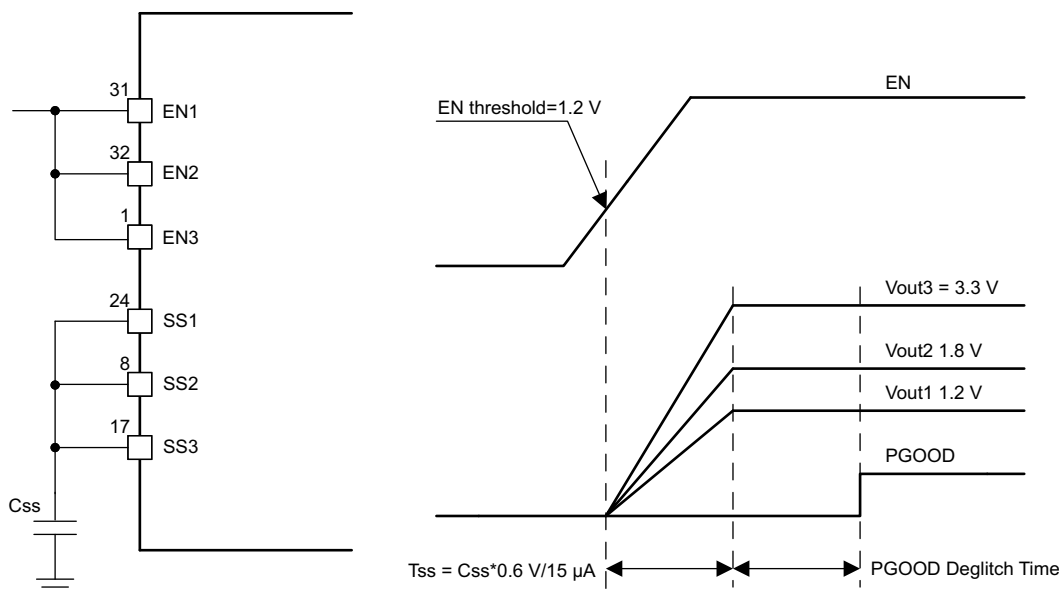 31
EN1
32
EN2
1
EN3
24
SS1
8
SS2
17
SS3
Css
EN threshold=1.2 V
EN
Vout3 = 3.3 V
Vout2 1.8 V
Vout1 1.2 V
PGOOD
Tss = Css*0.6 V/15 µA
PGOOD Deglitch Time